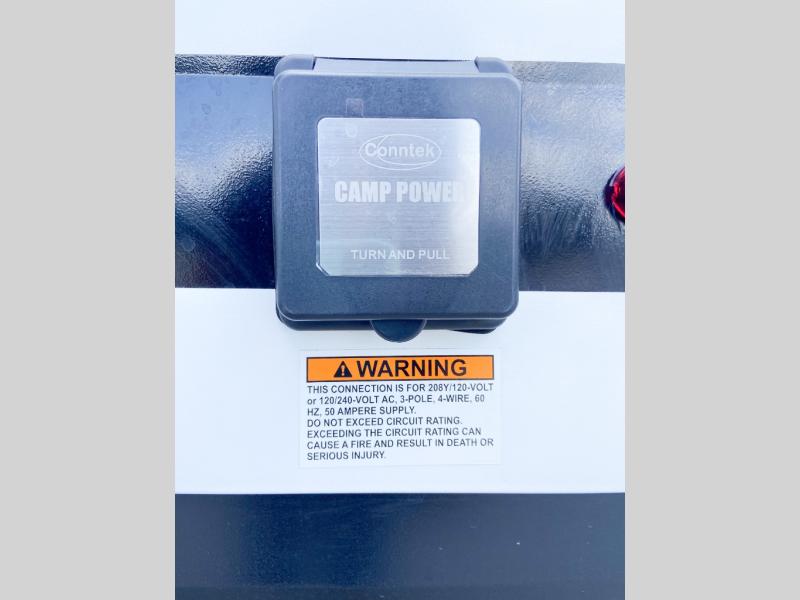 Conntek
CAMP POWER
TURN AND PULL
WARNING
THIS CONNECTION IS FOR 208Y/120-VOLT
or 120/240-VOLT AC, 3-POLE, 4-WIRE, 60
HZ, 50 AMPERE SUPPLY.
DO NOT EXCEED CIRCUIT RATING.
EXCEEDING THE CIRCUIT RATING CAN
CAUSE A FIRE AND RESULT IN DEATH OR
SERIOUS INJURY.